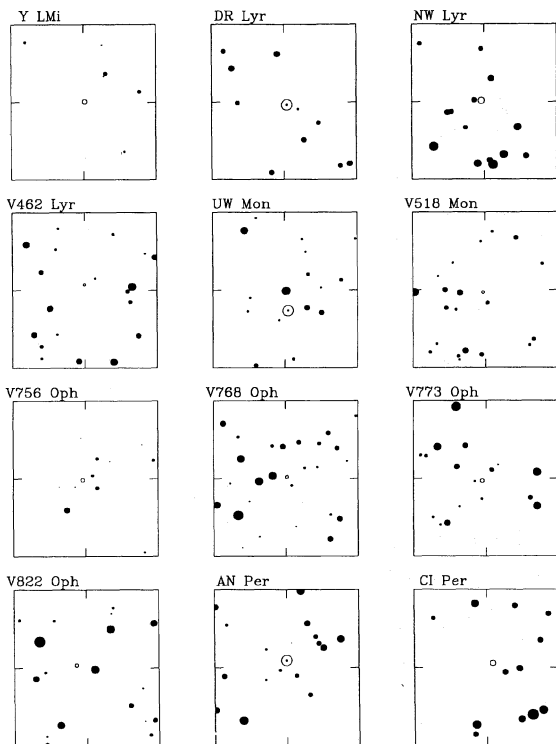 Y LMi DR Lyr NW Lyr
V462 Lyr UW Mon V518 Mon
V756 Oph V768 Oph V773 Oph
V822 Oph AN Per CI Per